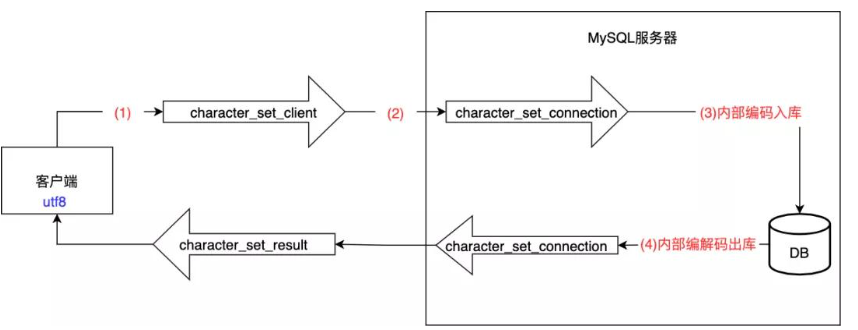 MySQL服务器
(1)
character_set_client
(2)
character_set_connection
(3)内部编码入库
客户端
utf8
character_set_result
character_set_connection
(4)内部编解码出库
DB